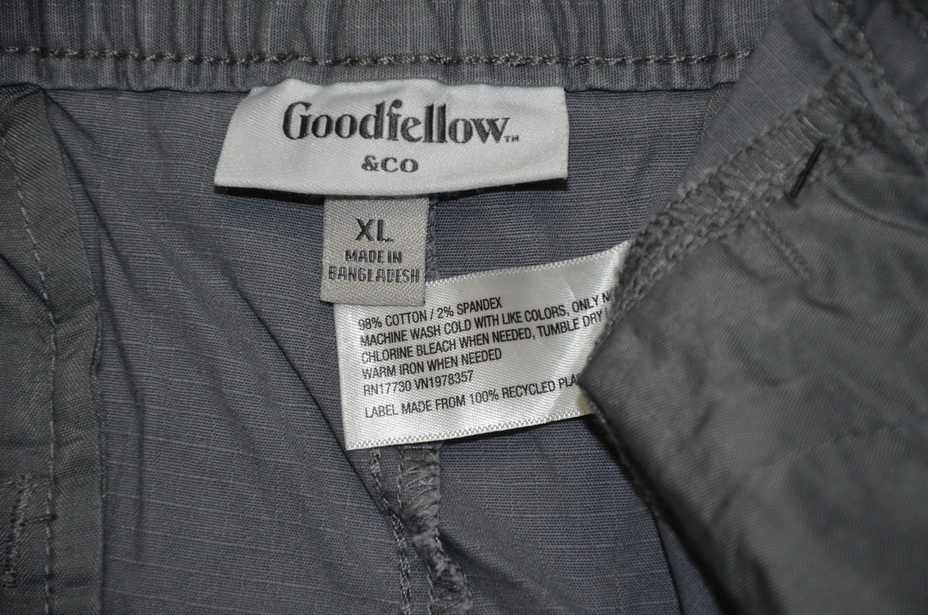 Goodfellow™
&CO
XL
MADE IN
BANGLADESH
98% COTTON / 2% SPANDEX
MACHINE WASH COLD WITH LIKE COLORS, ONLY
CHLORINE BLEACH WHEN NEEDED, TUMBLE DRY
WARM IRON WHEN NEEDED
RN17730 VN1978357
LABEL MADE FROM 100% RECYCLED